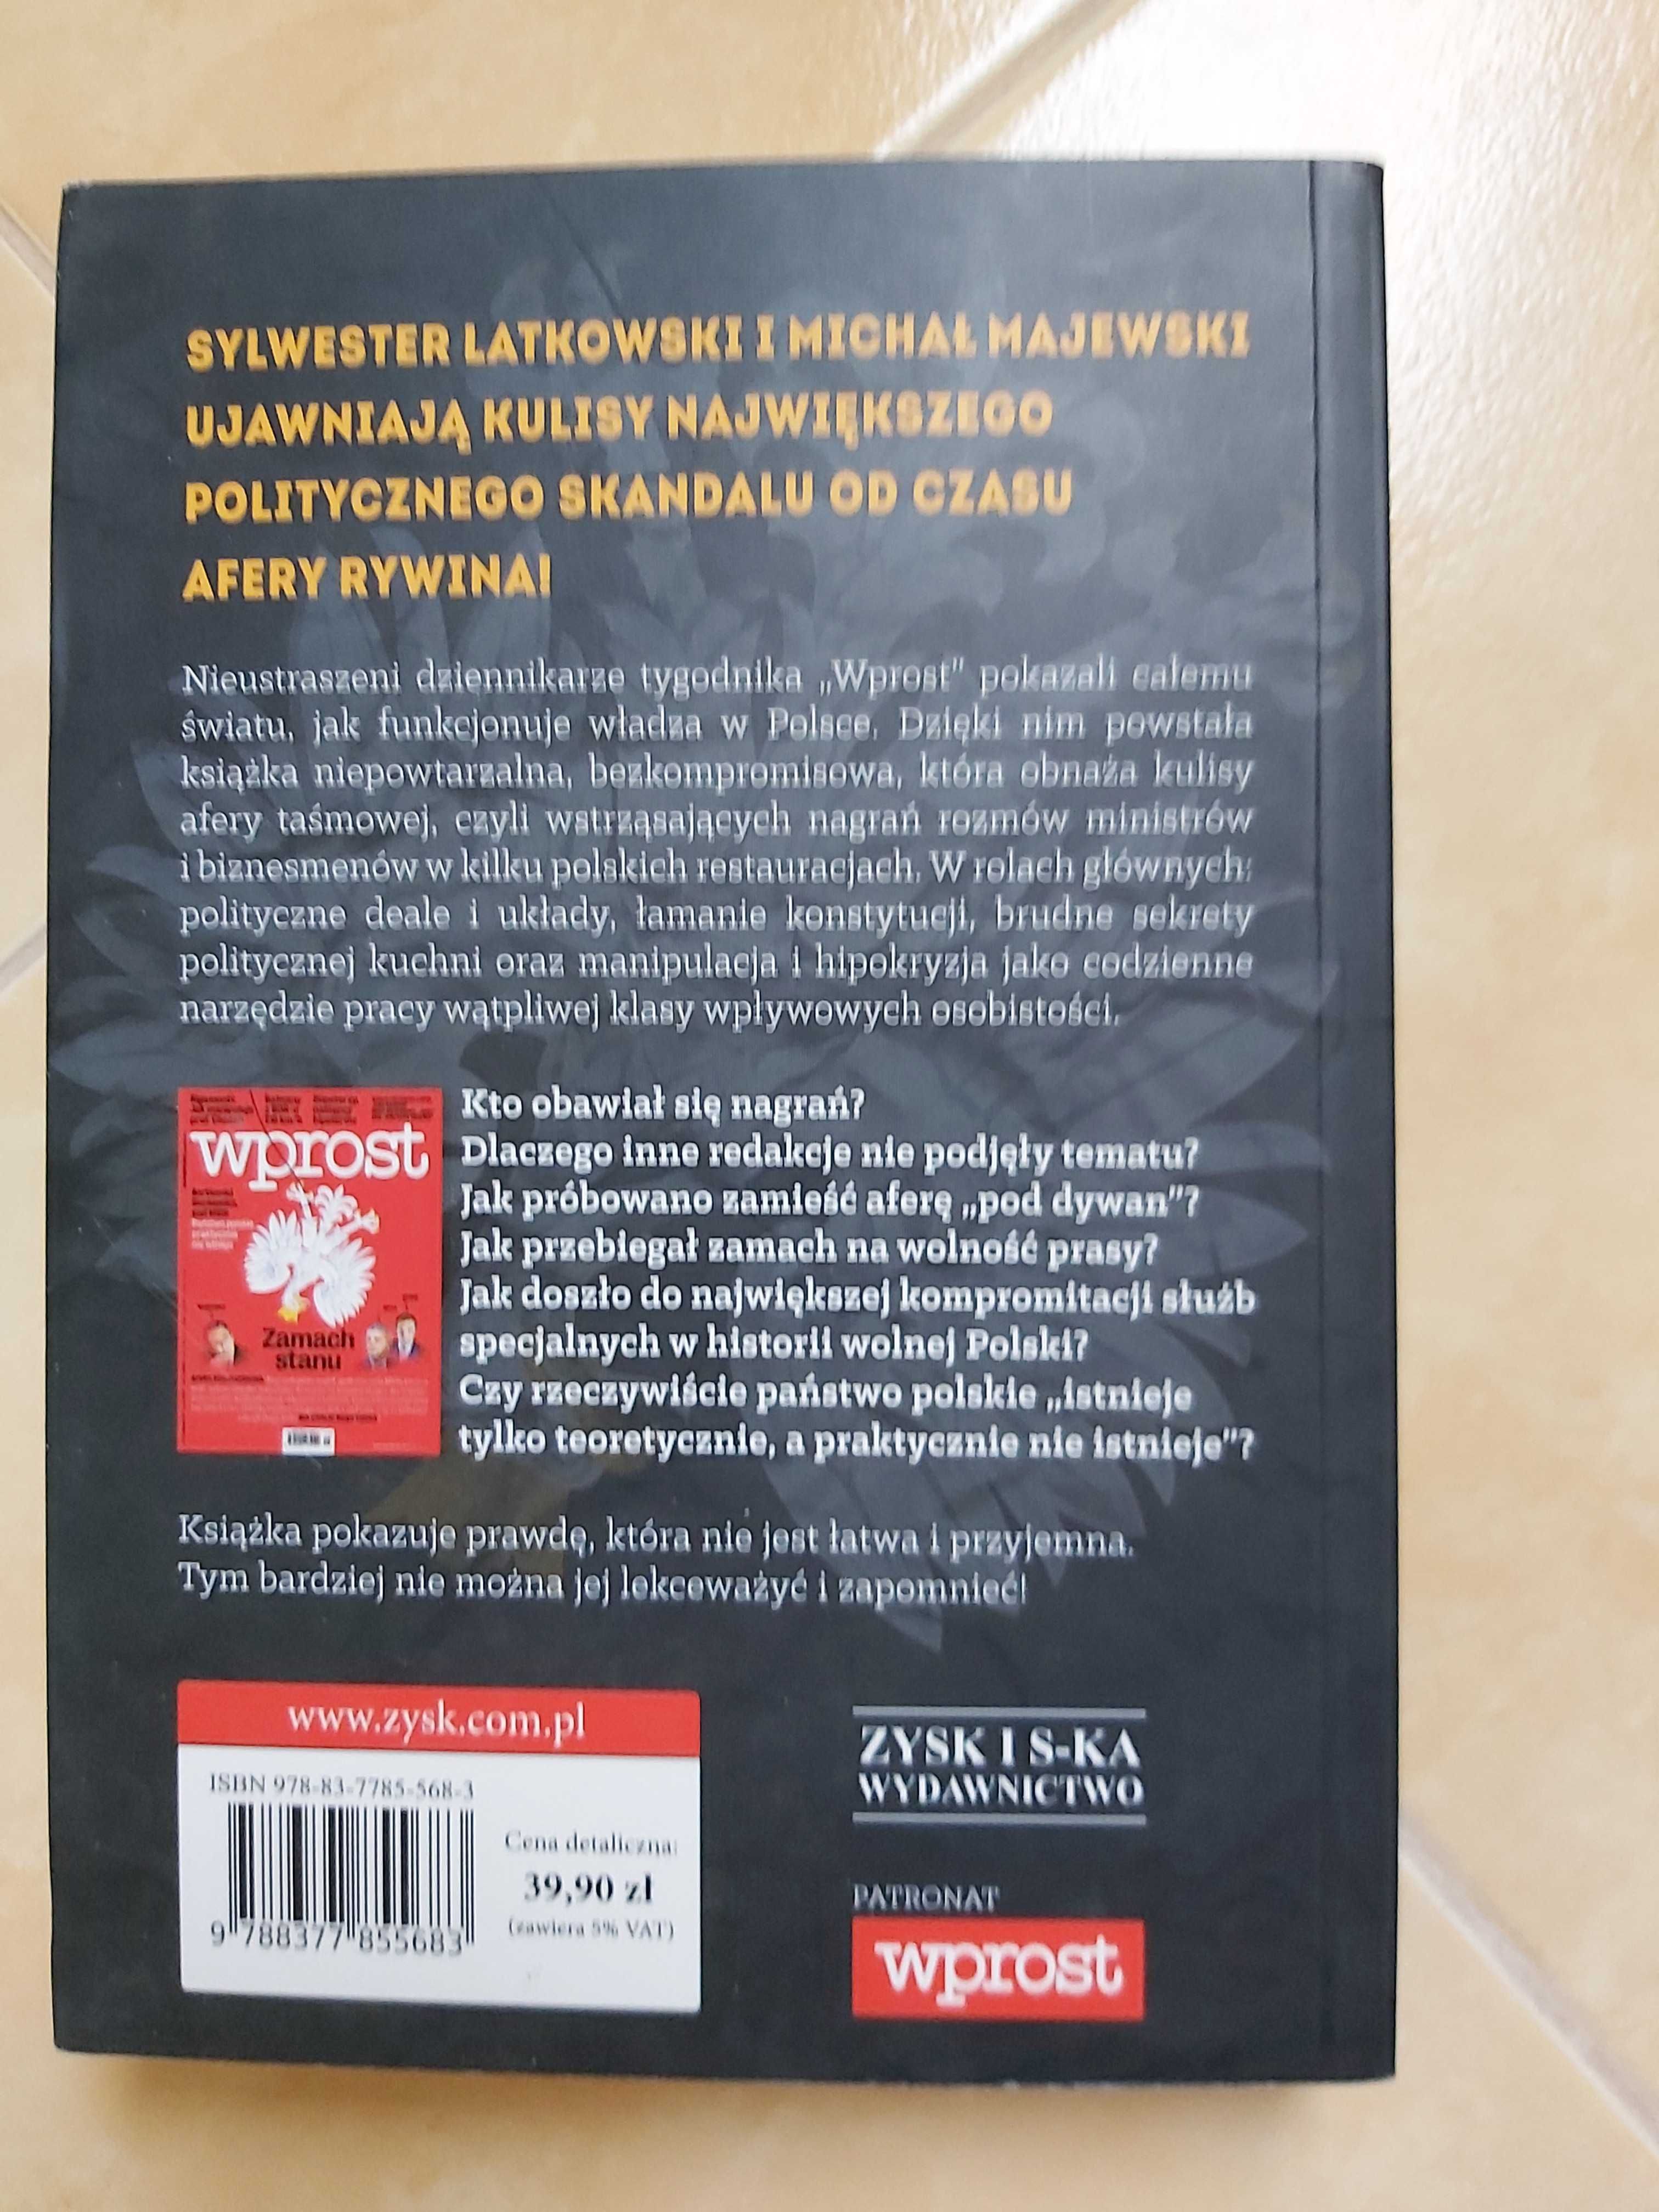 SYLWESTER LATKOWSKI I MICHAŁ MAJEWSKI
UJAWNIAJĄ KULISY NAJWIĘKSZEGO
POLITYCZNEGO SKANDALU OD CZASU
AFERY RYWINA!
Nieustraszeni dziennikarze tygodnika „Wprost" pokazali całemu
światu, jak funkcjonuje władza w Polsce. Dzięki nim powstała
książka niepowtarzalna, bezkompromisowa, która obnaża kulisy
afery taśmowej, czyli wstrząsających nagrań rozmów ministrów
i biznesmenów w kilku polskich restauracjach. W rolach głównych:
polityczne deale i układy, łamanie konstytucji, brudne sekrety
politycznej kuchni oraz manipulacja i hipokryzja jako codzienne
narzędzie pracy wątpliwej klasy wpływowych osobistości.
wprost
Zamach
stanu
Kto obawiał się nagrań?
Dlaczego inne redakcje nie podjęły tematu?
Jak próbowano zamieść aferę „pod dywan"?
Jak przebiegał zamach na wolność prasy?
Jak doszło do największej kompromitacji służb
specjalnych w historii wolnej Polski?
Czy rzeczywiście państwo polskie „istnieje
tylko teoretycznie, a praktycznie nie istnieje"?
Książka pokazuje prawdę, która nie jest łatwa i przyjemna.
Tym bardziej nie można jej lekceważyć i zapomnieć!
www.zysk.com.pl
ISBN 978-83-7785-568-3
Cena detaliczna:
39,90 zł
(zawiera 5% VAT)
9 788377 855683
ZYSK I S-KA
WYDAWNICTWO
PATRONAT
wprost